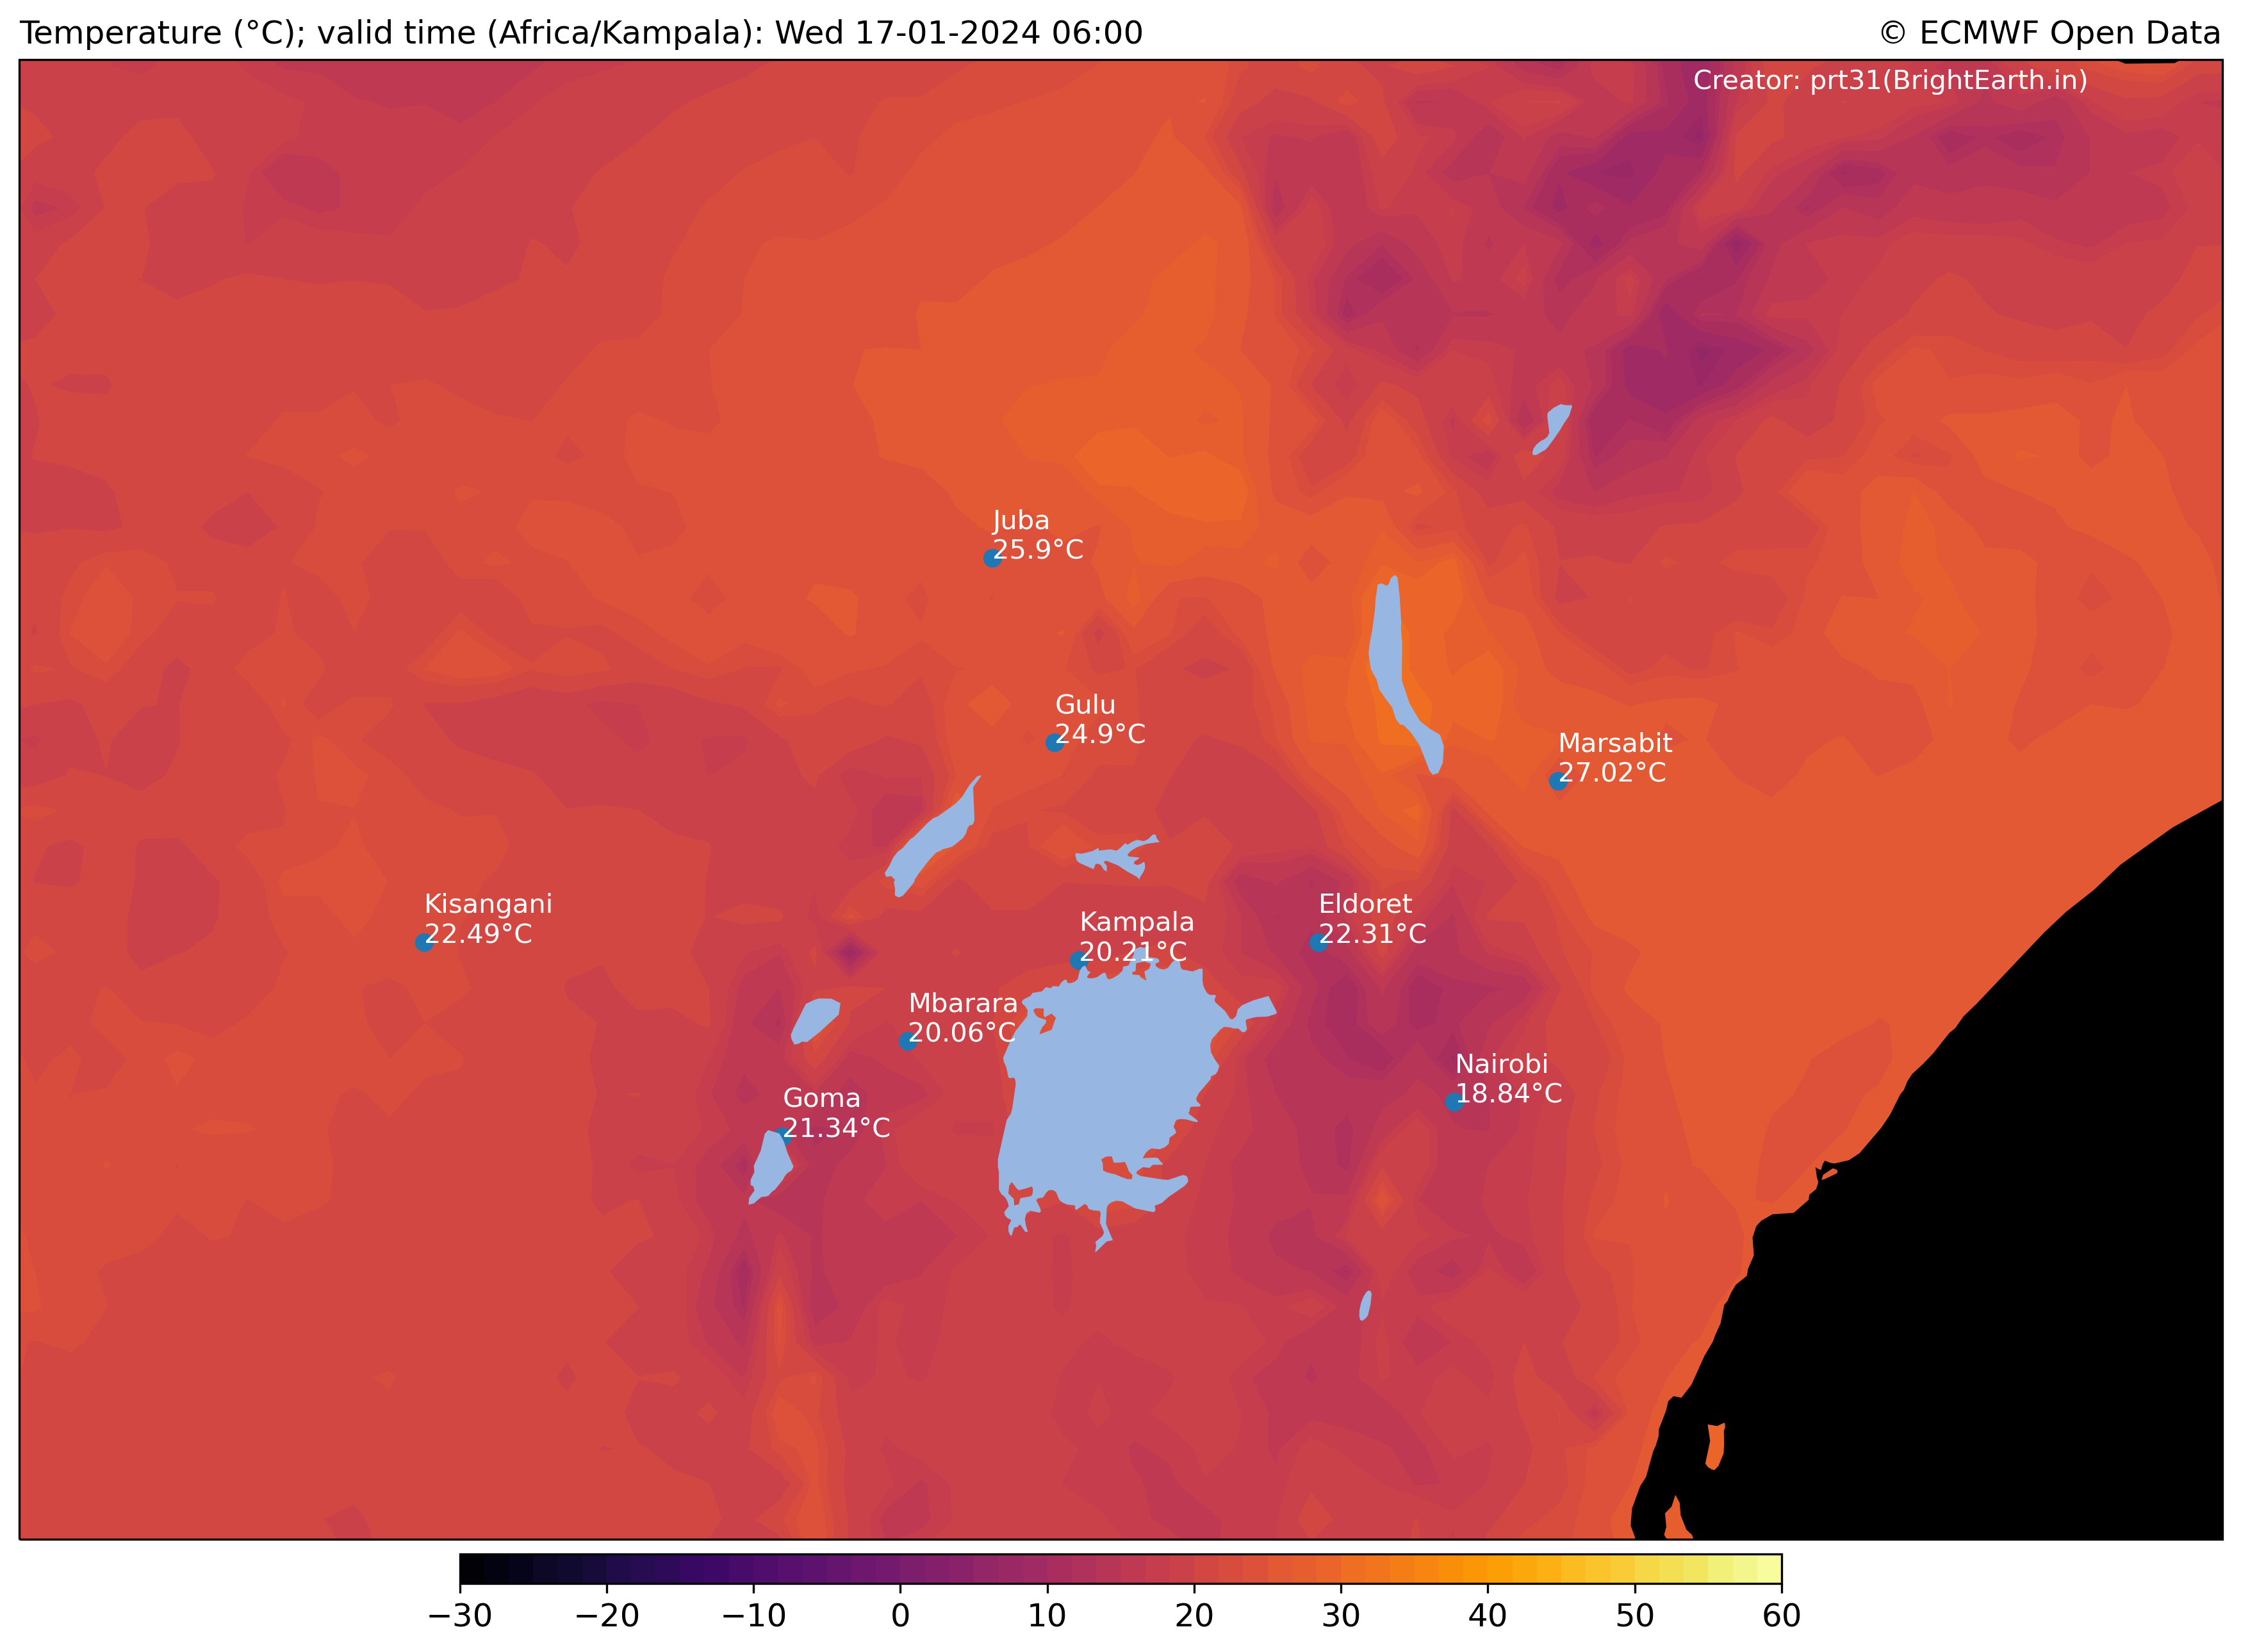 Temperature (°C); valid time (Africa/Kampala): Wed 17-01-2024 06:00
© ECMWF Open Data
Creator: prt31(BrightEarth.in)
Juba
25.9°C
Gulu
24.9°C
Marsabit
27.02°C
Kisangani
22.49°C
Eldoret
22.31°C
Kampala
20.21°C
Mbarara
20.06°C
Nairobi
18.84°C
Goma
21.34°C
−30 −20 −10 0 10 20 30 40 50 60